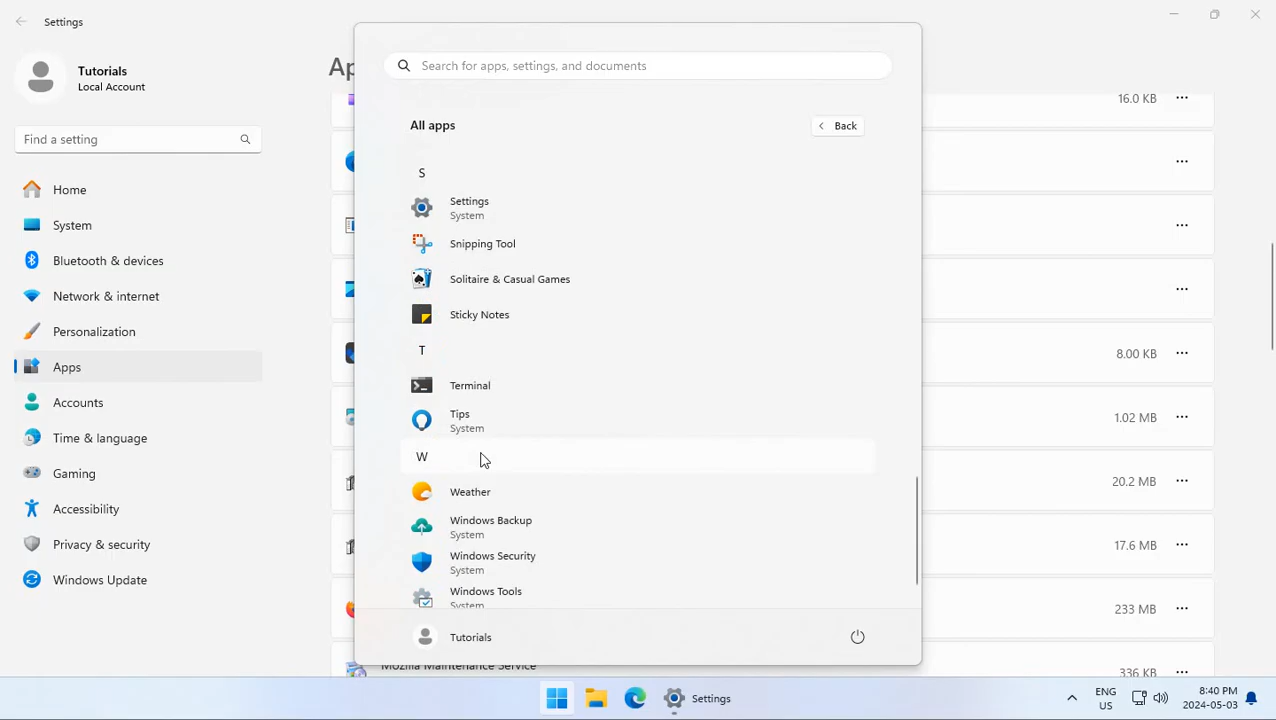 Settings
Tutorials
Local Account
Find a setting
Home
System
Bluetooth & devices
Network & internet
Personalization
Apps
Accounts
Time & language
Gaming
Accessibility
Privacy & security
Windows Update
Search for apps, settings, and documents
All apps
Back
S
Settings
System
Snipping Tool
Solitaire & Casual Games
Sticky Notes
T
Terminal
Tips
System
W
Weather
Windows Backup
System
Windows Security
System
Windows Tools
System
Tutorials
Ap
16.0 KB
8.00 KB
1.02 MB
20.2 MB
17.6 MB
233 MB
Mozilla Maintenance Service
336 KB
Settings
ENG
US
8:40 PM
2024-05-03